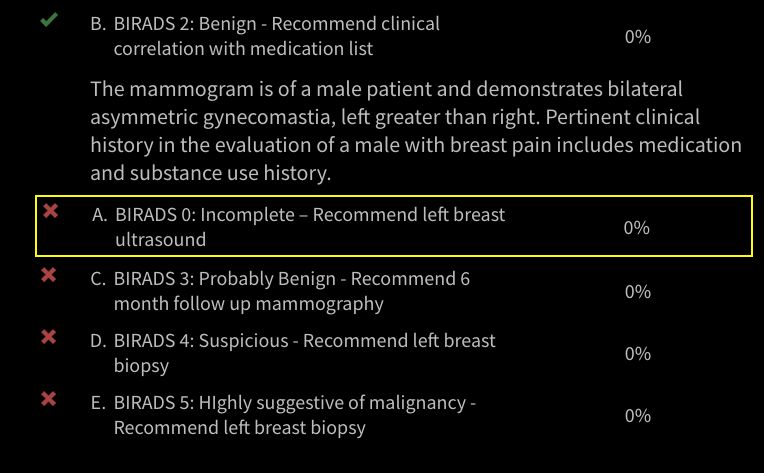 B. BIRADS 2: Benign - Recommend clinical
correlation with medication list
0%
The mammogram is of a male patient and demonstrates bilateral
asymmetric gynecomastia, left greater than right. Pertinent clinical
history in the evaluation of a male with breast pain includes medication
and substance use history.
A. BIRADS 0: Incomplete – Recommend left breast
ultrasound
0%
C. BIRADS 3: Probably Benign - Recommend 6
month follow up mammography
0%
D. BIRADS 4: Suspicious - Recommend left breast
biopsy
0%
E. BIRADS 5: HIghly suggestive of malignancy -
Recommend left breast biopsy
0%